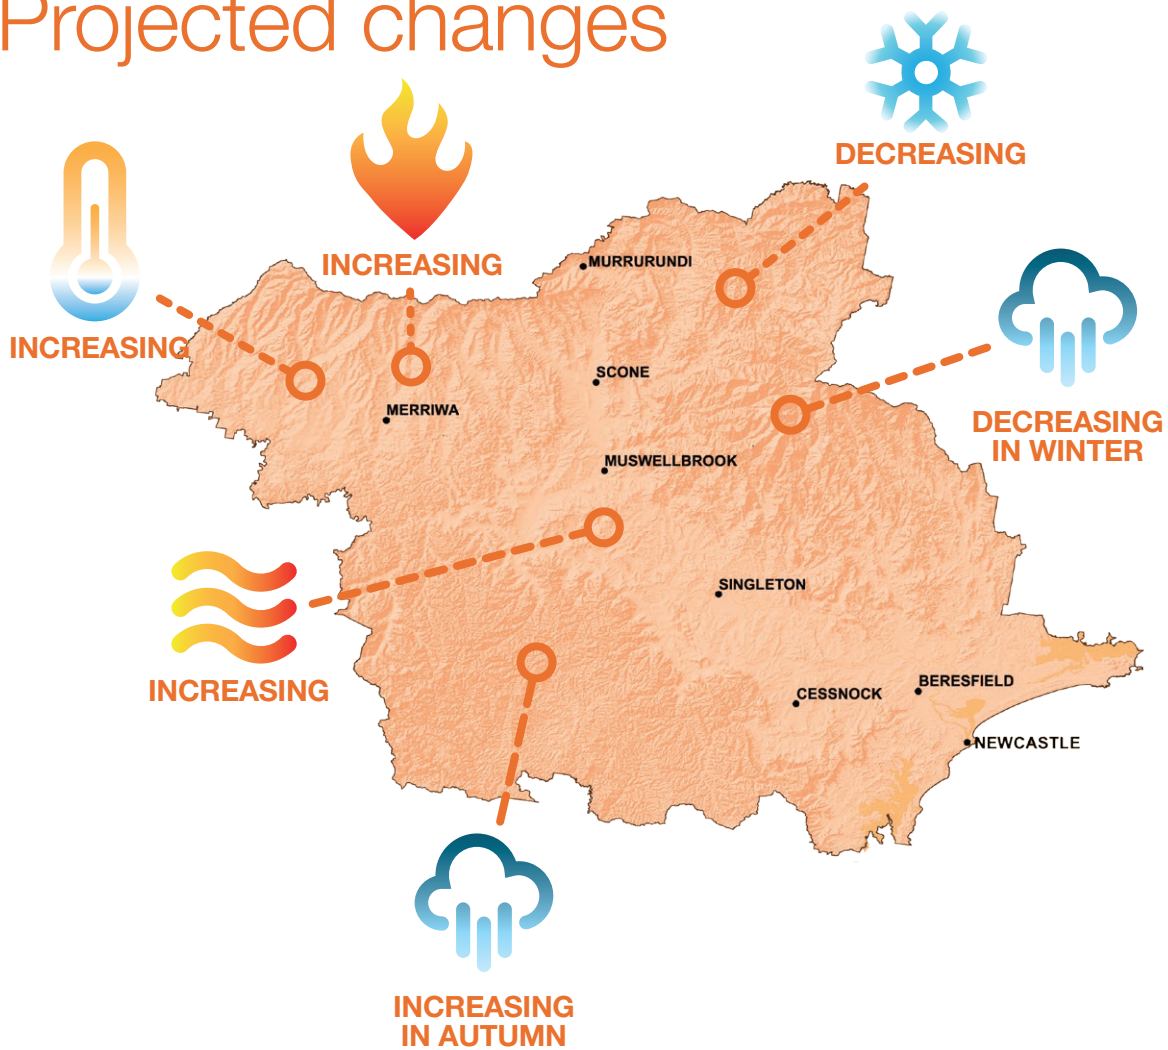 Projected changes
DECREASING
INCREASING
MURRURUNDI
INCREASING
SCONE
MERRIWA
DECREASING
IN WINTER
MUSWELLBROOK
SINGLETON
INCREASING
BERESFIELD
CESSNOCK
NEWCASTLE
INCREASING
IN AUTUMN